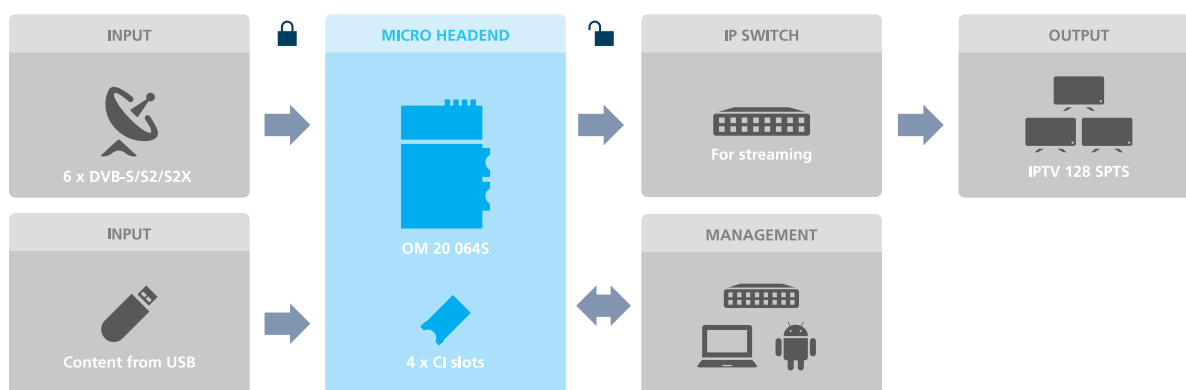 INPUT
6 x DVB-S/S2/S2X
INPUT
Content from USB
MICRO HEADEND
OM 20 064S
4 x CI slots
IP SWITCH
For streaming
MANAGEMENT
OUTPUT
IPTV 128 SPTS